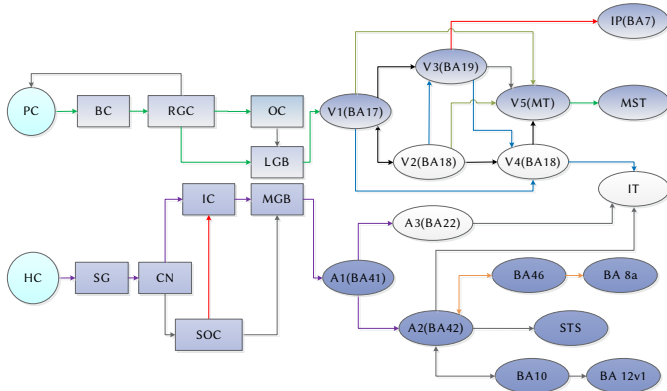 IP(BA7)
V3(BA19)
PC
BC
RGC
OC
V1(BA17)
V5(MT)
MST
LGB
V2(BA18)
V4(BA18)
IT
IC
MGB
A3(BA22)
HC
SG
CN
A1(BA41)
BA46
BA 8a
SOC
A2(BA42)
STS
BA10
BA 12v1